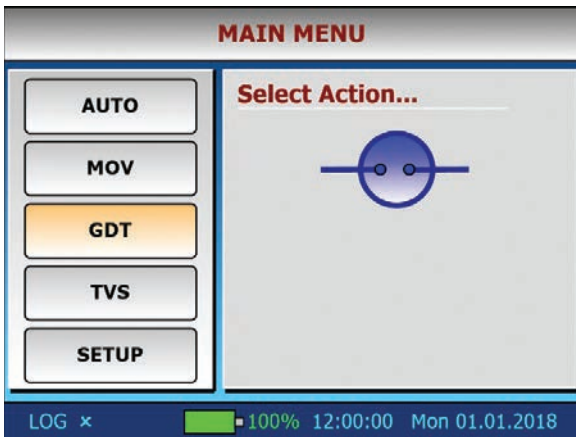 MAIN MENU
AUTO
MOV
GDT
TVS
SETUP
Select Action...
LOG × 100% 12:00:00 Mon 01.01.2018